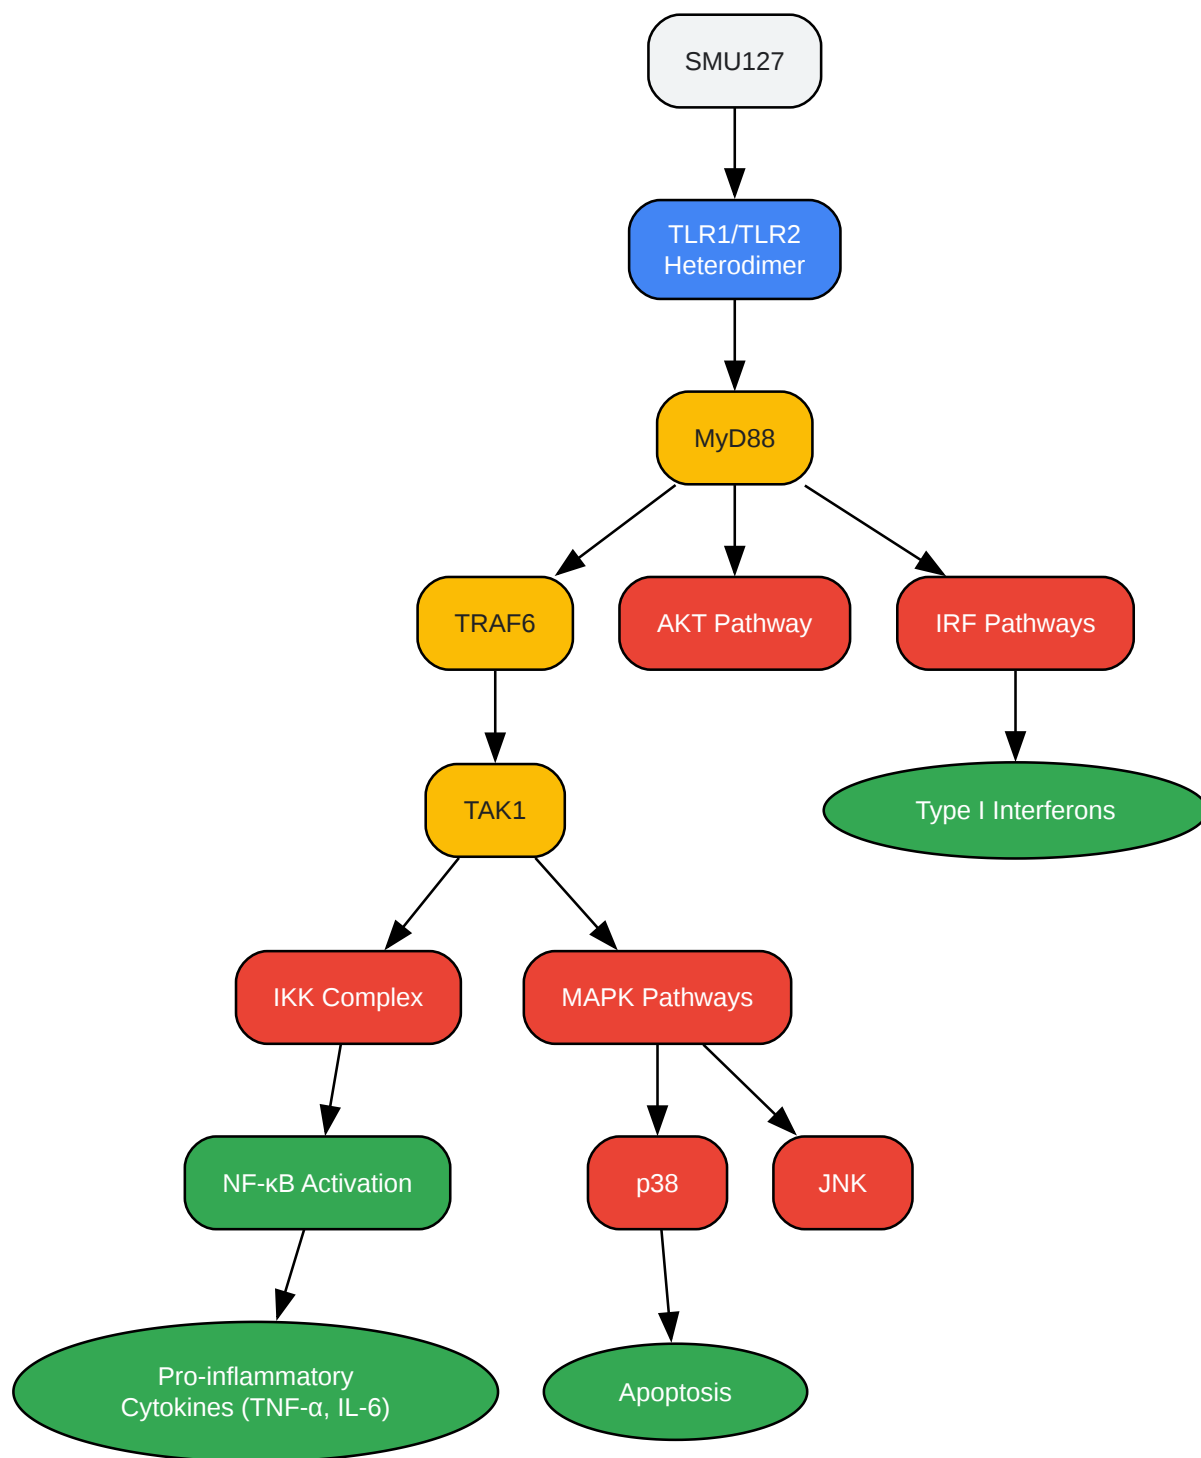 SMU127
TLR1/TLR2
Heterodimer
MyD88
TRAF6
AKT Pathway
IRF Pathways
TAK1
Type I Interferons
IKK Complex
MAPK Pathways
NF-κB Activation
p38
JNK
Pro-inflammatory
Cytokines (TNF-α, IL-6)
Apoptosis